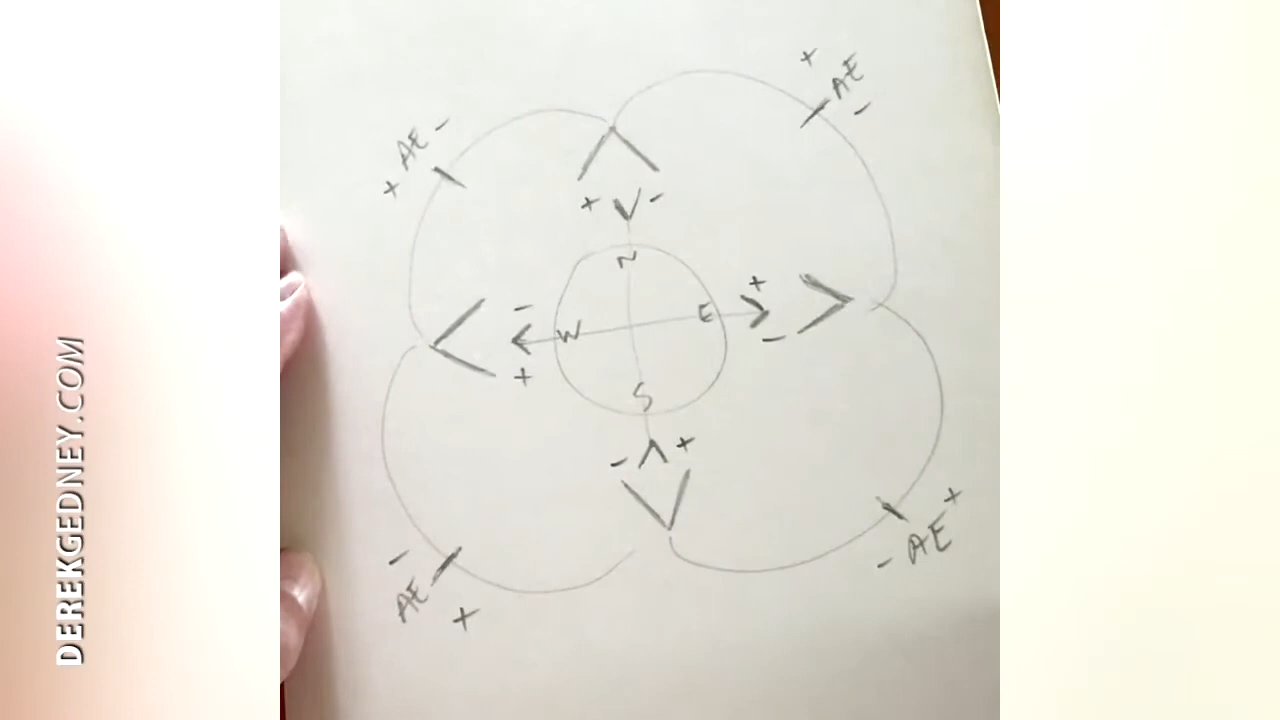 DEREKGEDNEY.COM
+ AE -
+
AE
-
+ V -
N
W
E
S
-
+
+
-
- Λ +
-
AE
+
- AE +